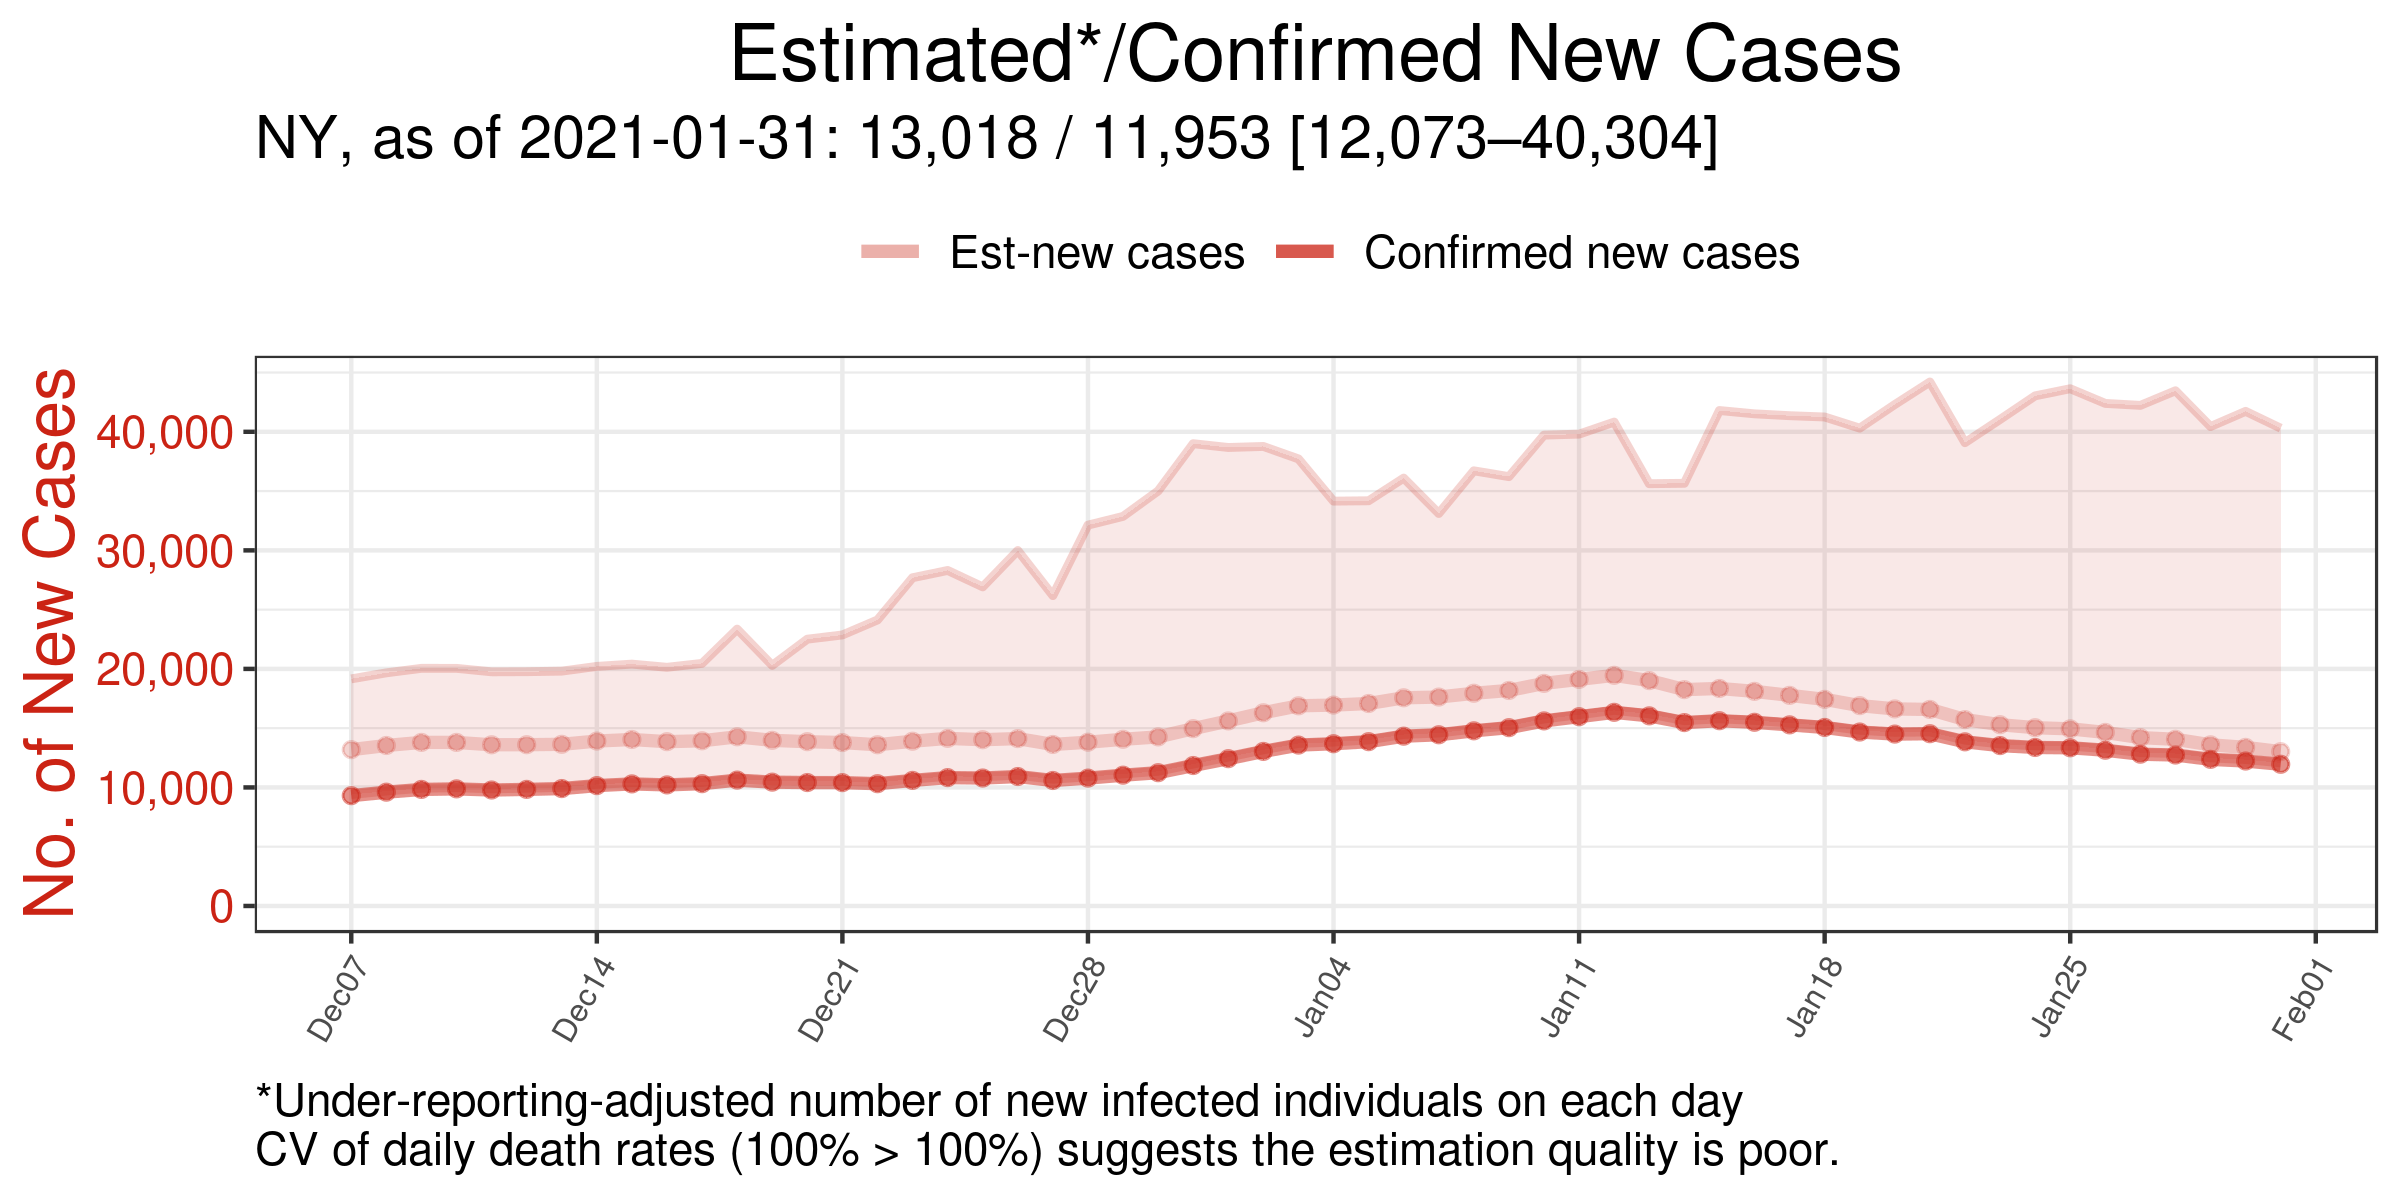 Estimated*/Confirmed New Cases
NY, as of 2021-01-31: 13,018 / 11,953 [12,073–40,304]
Est-new cases
Confirmed new cases
No. of New Cases
40,000
30,000
20,000
10,000
0
Dec07
Dec14
Dec21
Dec28
Jan04
Jan11
Jan18
Jan25
Feb01
*Under-reporting-adjusted number of new infected individuals on each day
CV of daily death rates (100% > 100%) suggests the estimation quality is poor.